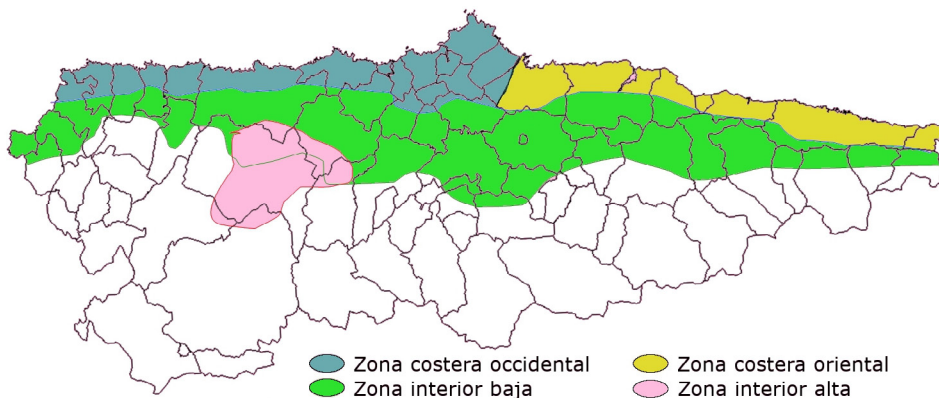 Zona costera occidental
Zona costera oriental
Zona interior baja
Zona interior alta